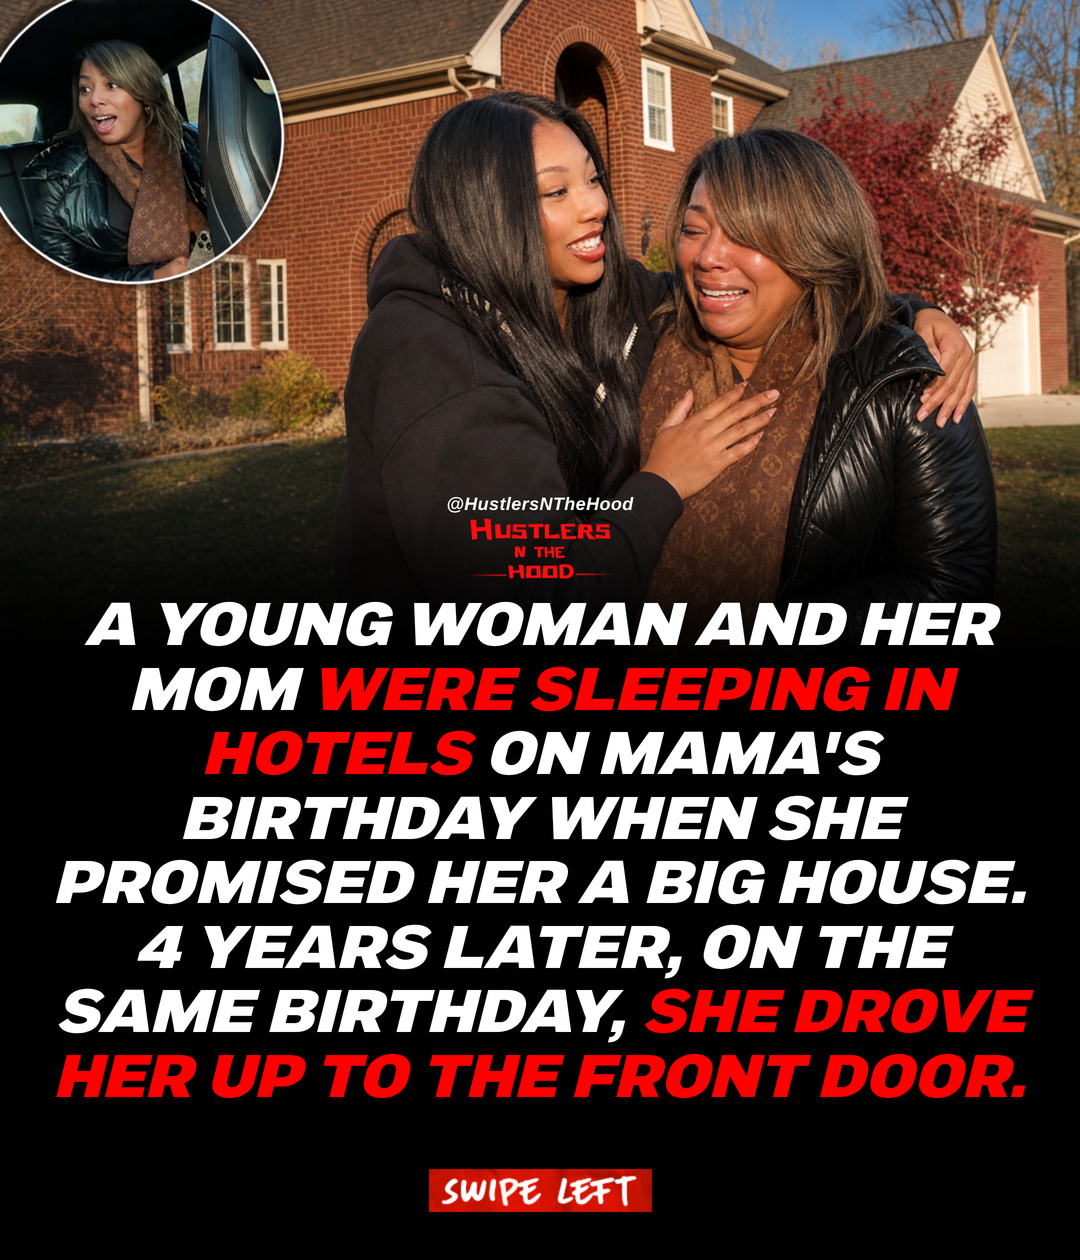 @HustlersNTheHood
HUSTLERS
N THE
HOOD
A YOUNG WOMAN AND HER
MOM WERE SLEEPING IN
HOTELS ON MAMA'S
BIRTHDAY WHEN SHE
PROMISED HER A BIG HOUSE.
4 YEARS LATER, ON THE
SAME BIRTHDAY, SHE DROVE
HER UP TO THE FRONT DOOR.
SWIPE LEFT